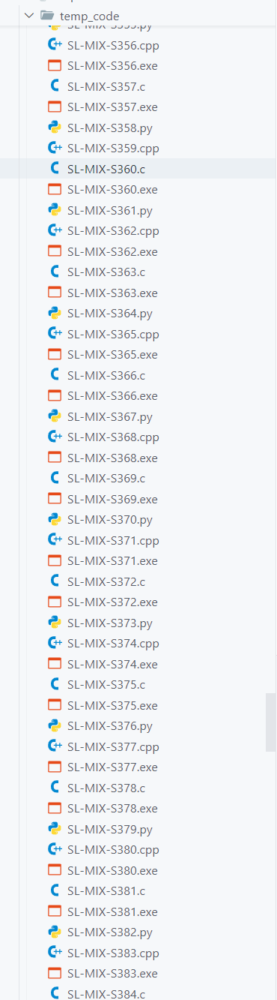 temp_code
SL-MIX-S355.py
SL-MIX-S356.cpp
SL-MIX-S356.exe
SL-MIX-S357.c
SL-MIX-S357.exe
SL-MIX-S358.py
SL-MIX-S359.cpp
SL-MIX-S360.c
SL-MIX-S360.exe
SL-MIX-S361.py
SL-MIX-S362.cpp
SL-MIX-S362.exe
SL-MIX-S363.c
SL-MIX-S363.exe
SL-MIX-S364.py
SL-MIX-S365.cpp
SL-MIX-S365.exe
SL-MIX-S366.c
SL-MIX-S366.exe
SL-MIX-S367.py
SL-MIX-S368.cpp
SL-MIX-S368.exe
SL-MIX-S369.c
SL-MIX-S369.exe
SL-MIX-S370.py
SL-MIX-S371.cpp
SL-MIX-S371.exe
SL-MIX-S372.c
SL-MIX-S372.exe
SL-MIX-S373.py
SL-MIX-S374.cpp
SL-MIX-S374.exe
SL-MIX-S375.c
SL-MIX-S375.exe
SL-MIX-S376.py
SL-MIX-S377.cpp
SL-MIX-S377.exe
SL-MIX-S378.c
SL-MIX-S378.exe
SL-MIX-S379.py
SL-MIX-S380.cpp
SL-MIX-S380.exe
SL-MIX-S381.c
SL-MIX-S381.exe
SL-MIX-S382.py
SL-MIX-S383.cpp
SL-MIX-S383.exe
SL-MIX-S384.c